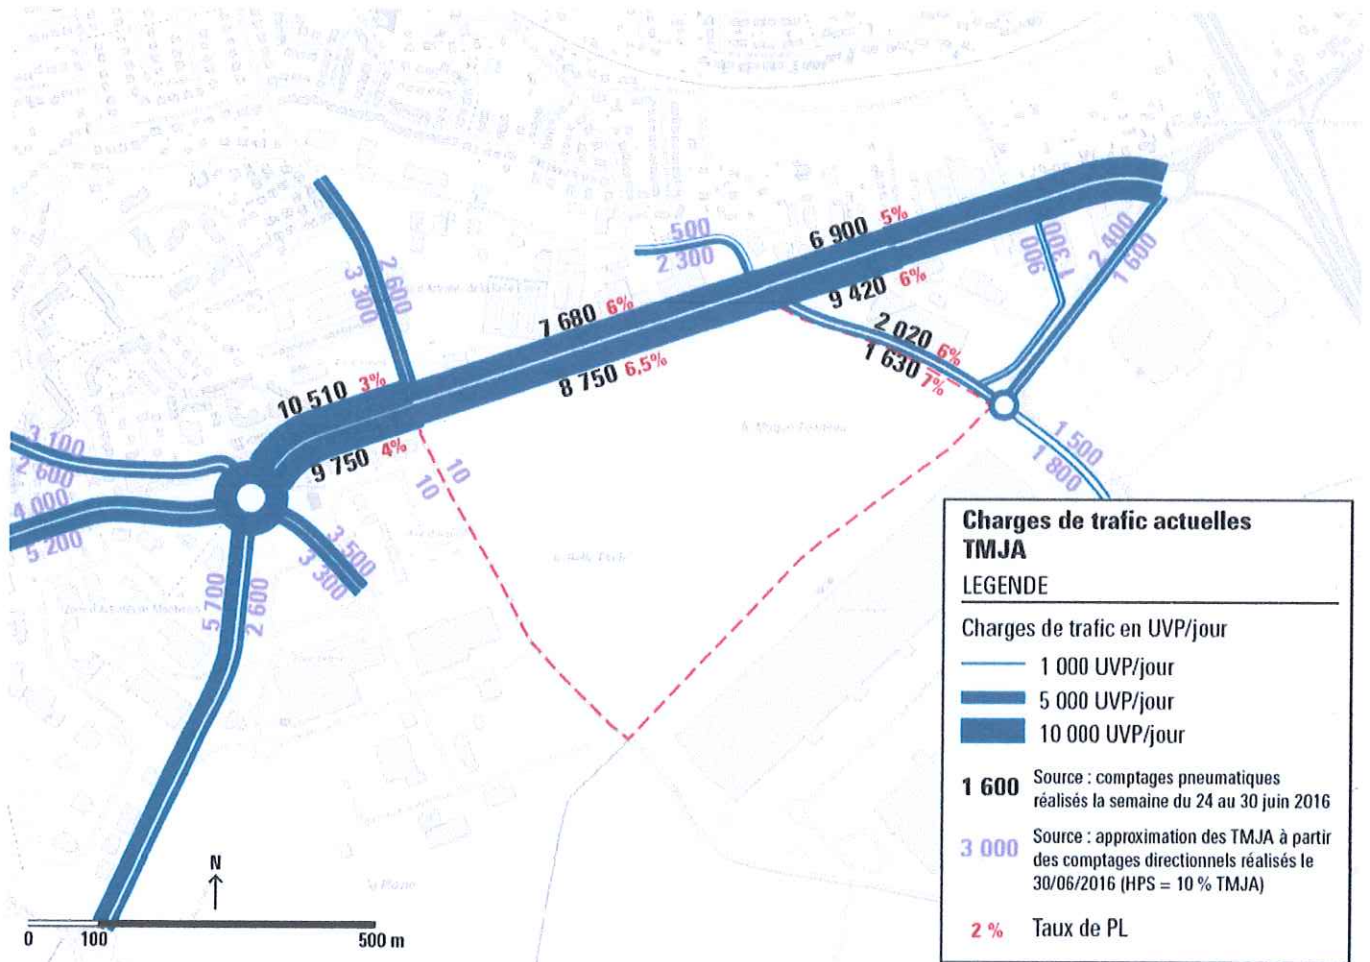 500
2 300
6 900 5%
9 420 6%
1 300
900
2 400
1 600
2 600
3 300
7 680 6%
8 750 6,5%
2 020 6%
1 630 7%
10 510 3%
9 750 4%
10
10
1 500
1 800
3 100
2 600
4 000
5 200
3 500
3 300
5 700
2 600
N
0 100 500 m
Charges de trafic actuelles
TMJA
LEGENDE
Charges de trafic en UVP/jour
1 000 UVP/jour
5 000 UVP/jour
10 000 UVP/jour
1 600 Source : comptages pneumatiques
réalisés la semaine du 24 au 30 juin 2016
3 000 Source : approximation des TMJA à partir
des comptages directionnels réalisés le
30/06/2016 (HPS = 10 % TMJA)
2 % Taux de PL